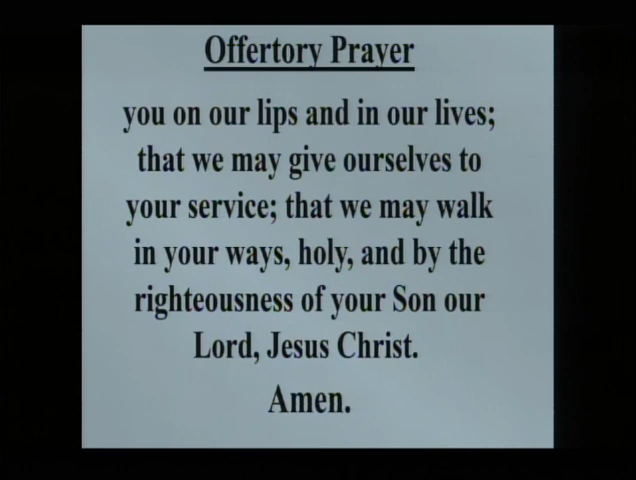 Offertory Prayer
you on our lips and in our lives;
that we may give ourselves to
your service; that we may walk
in your ways, holy, and by the
righteousness of your Son our
Lord, Jesus Christ.
Amen.